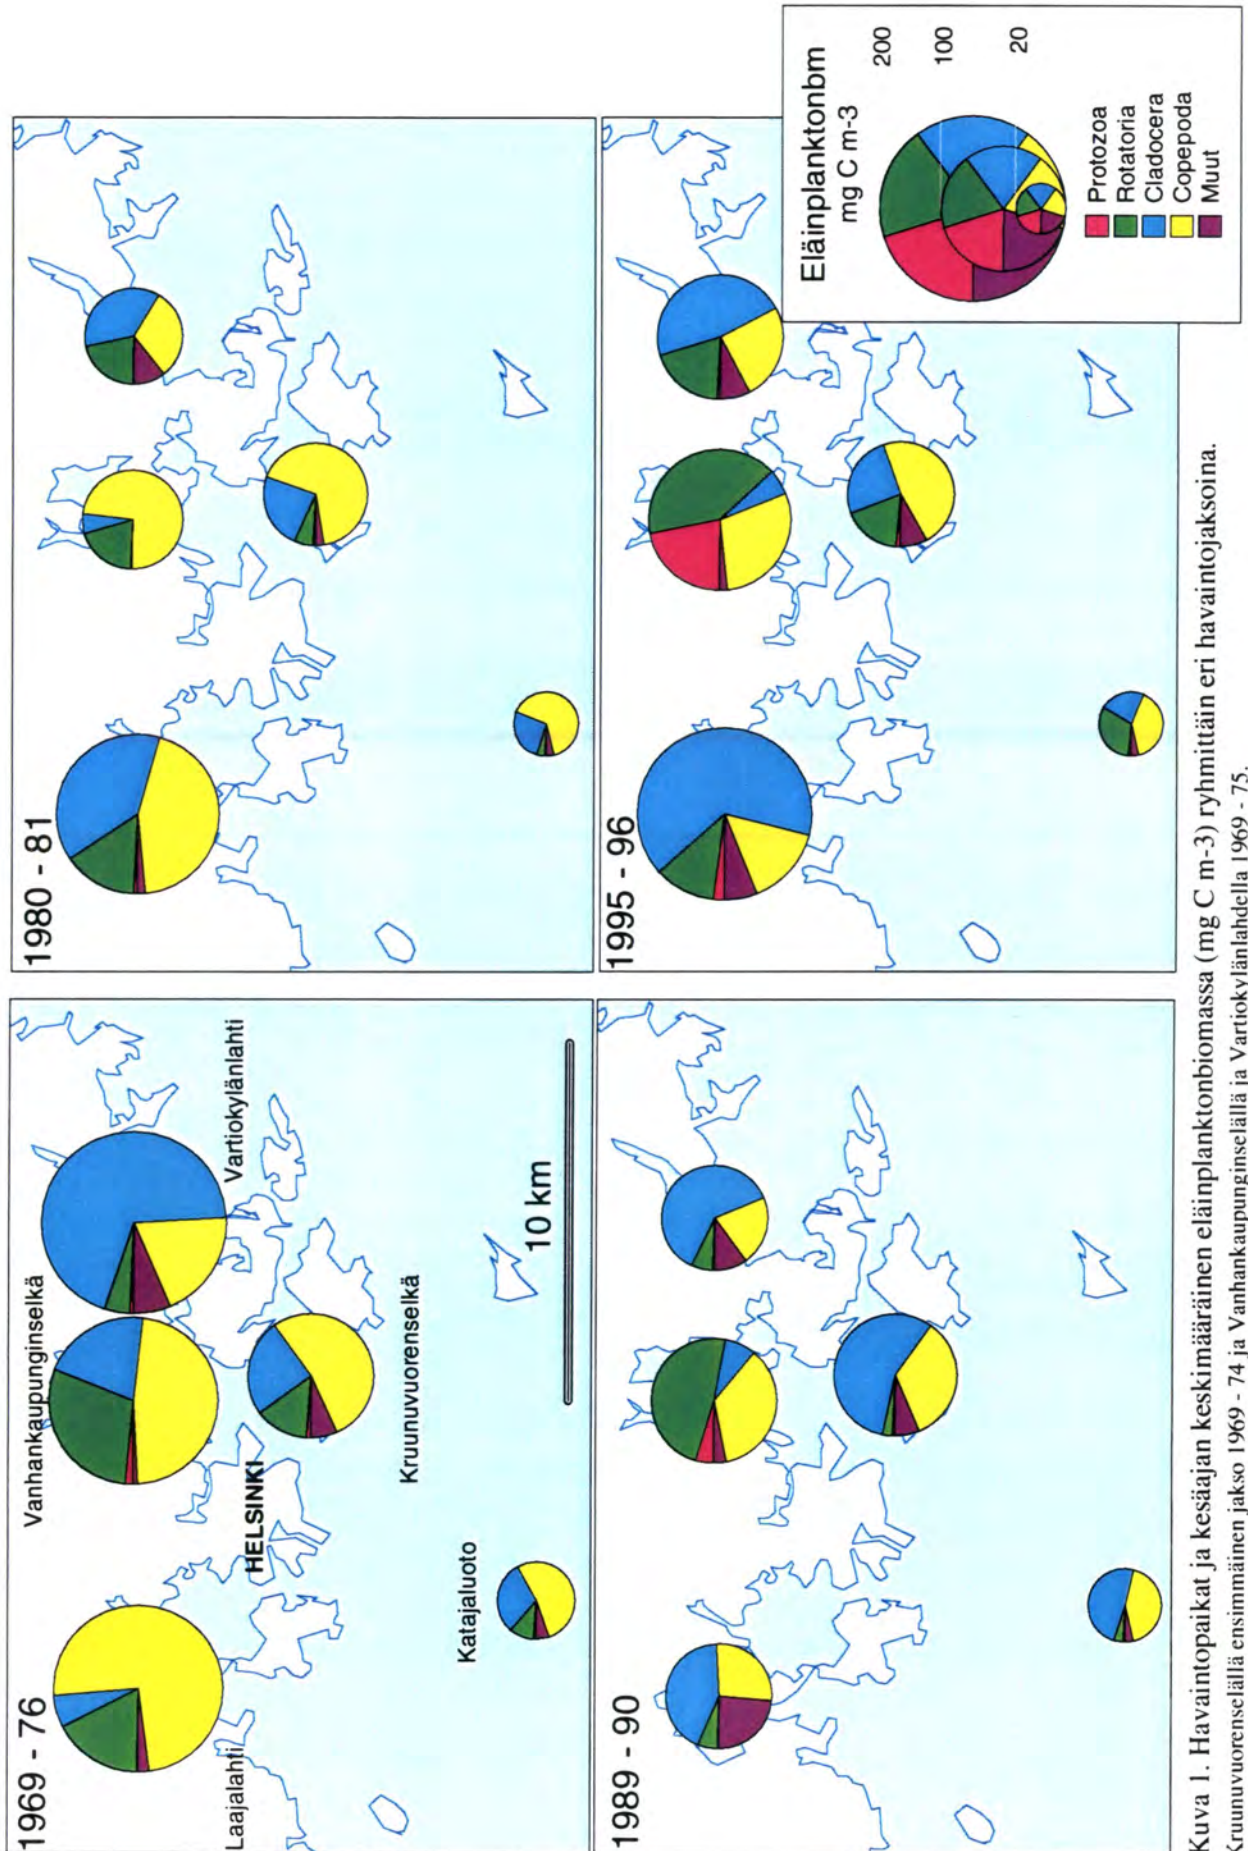 1969 - 76
Vanhankaupunginselkä
Vartiokylänlahti
Laajalahti
HELSINKI
Kruunuvuorenselkä
Katajaluoto
10 km
1980 - 81
1989 - 90
1995 - 96
Eläinplanktonbm
mg C m-3
200
100
20
Protozoa
Rotatoria
Cladocera
Copepoda
Muut
Kuva 1. Havaintopaikat ja kesäajan keskimääräinen eläinplanktonbiomassa (mg C m-3) ryhmittäin eri havaintojaksoina.
Kruunuvuorenselällä ensimmäinen jakso 1969 - 74 ja Vanhankaupunginselällä ja Vartiokylänlahdella 1969 - 75.